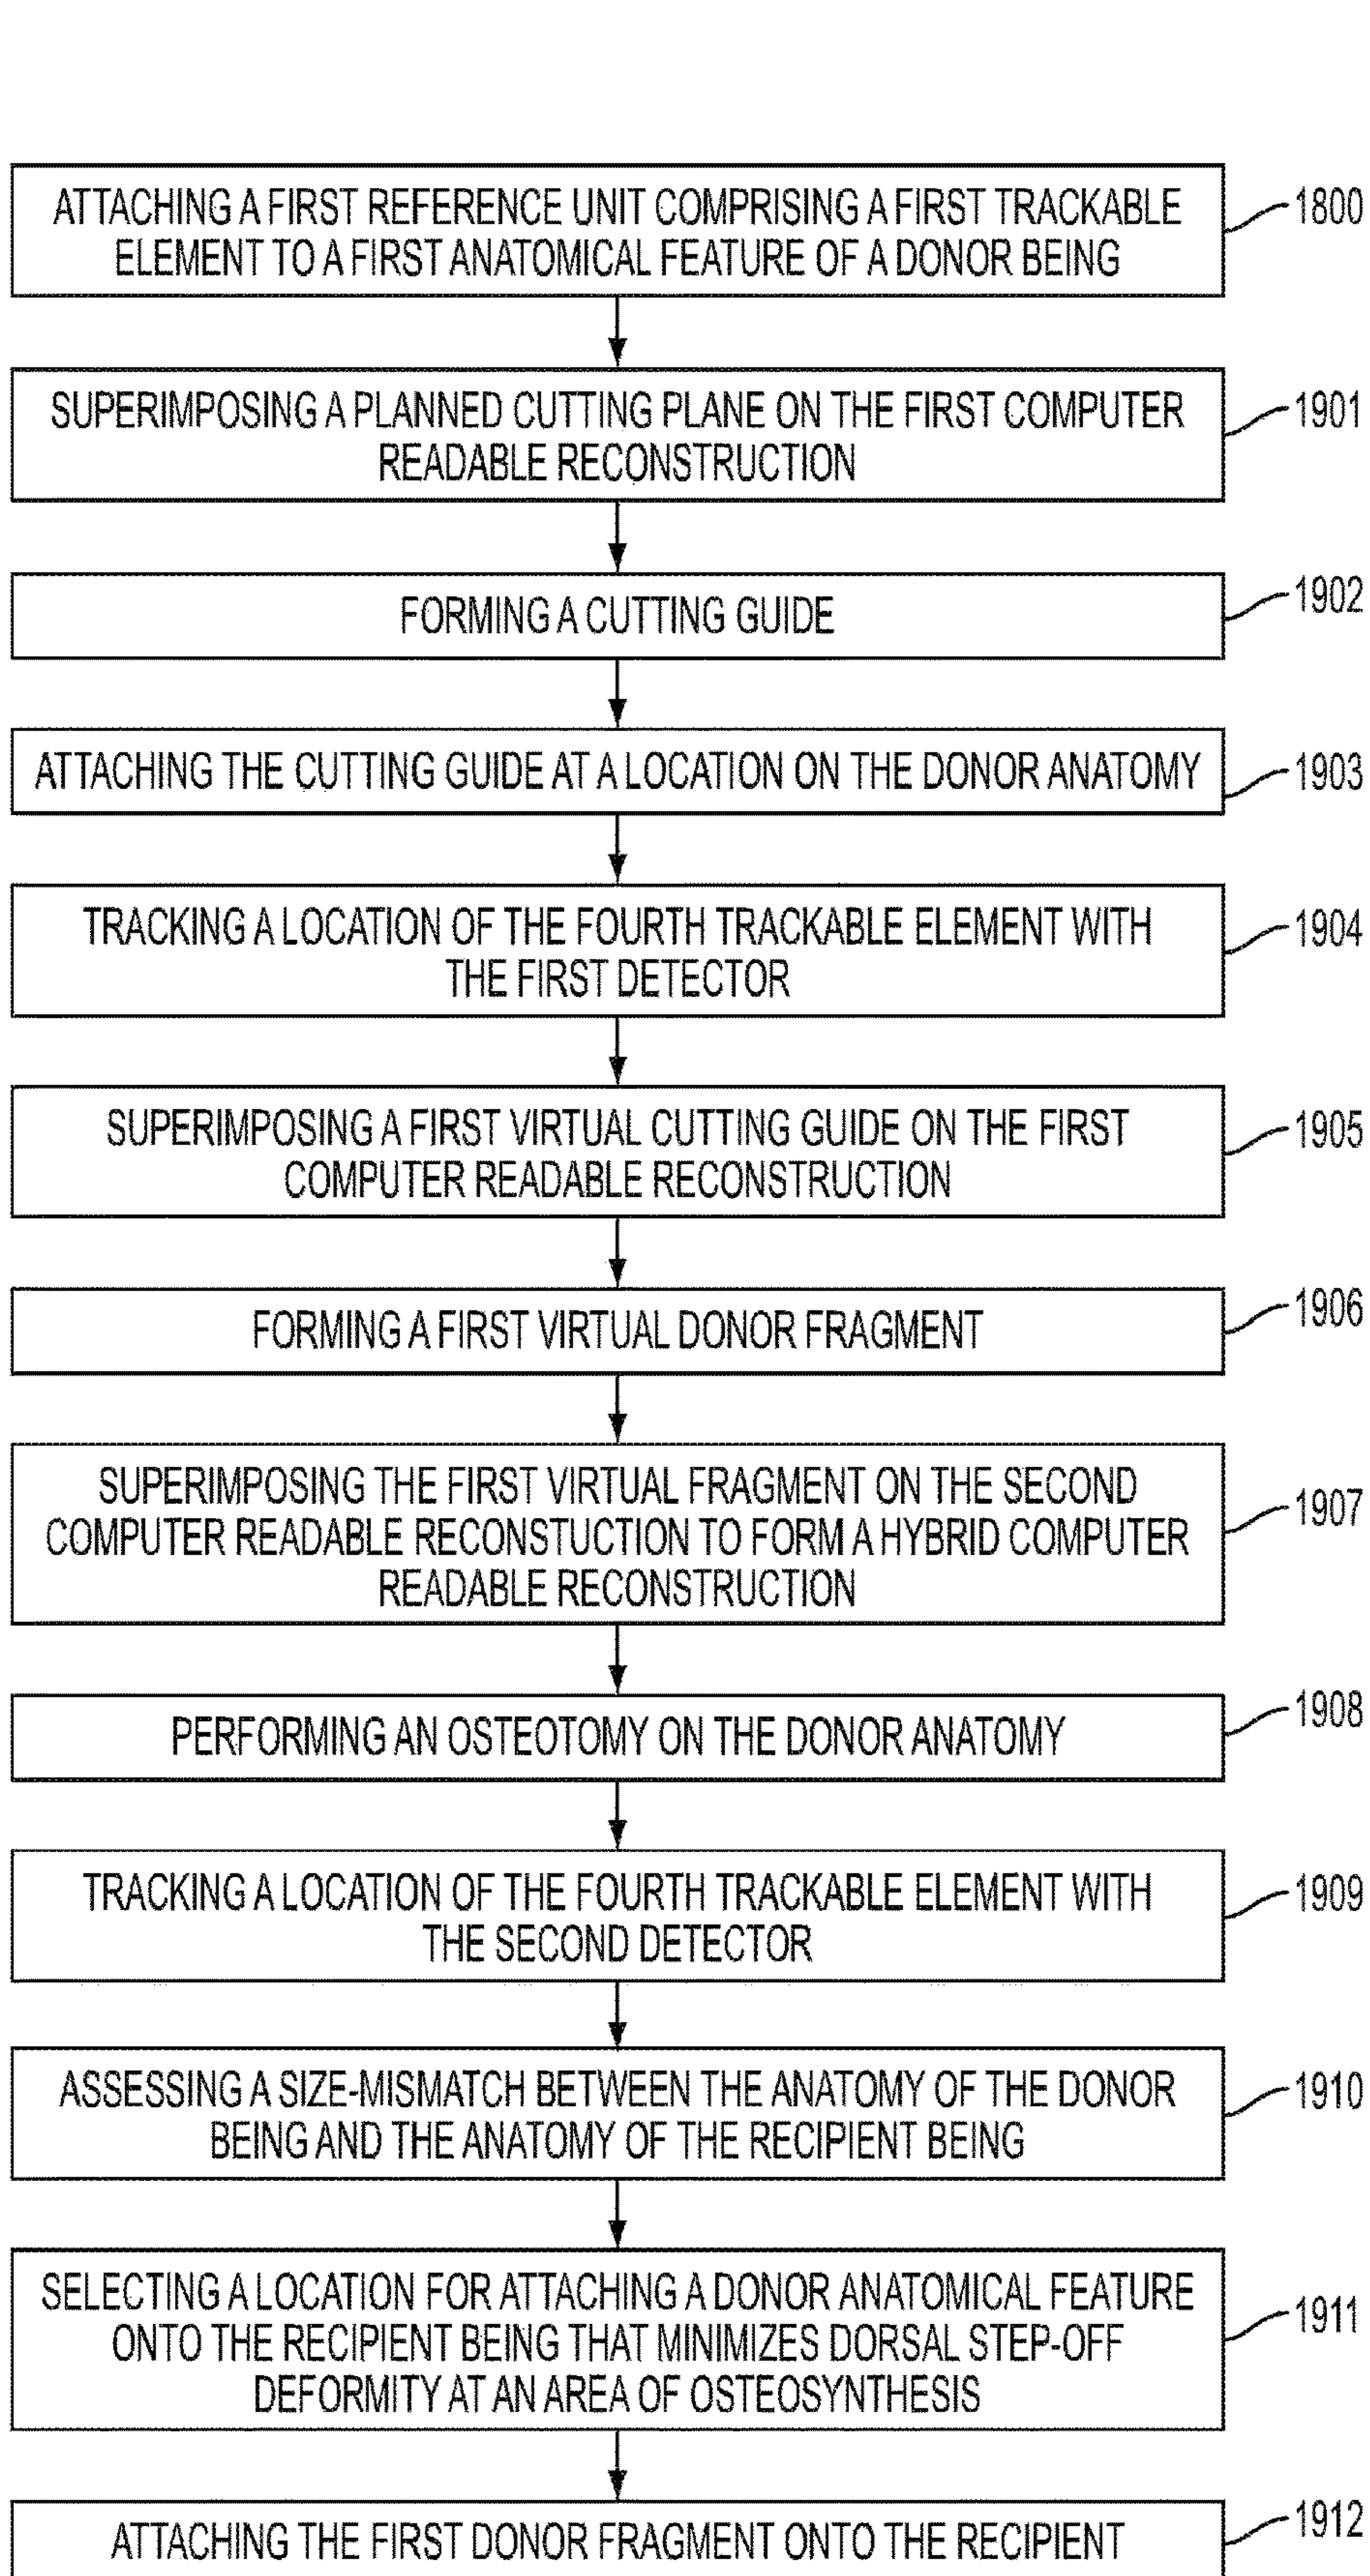 ATTACHING A FIRST REFERENCE UNIT COMPRISING A FIRST TRACKABLE
ELEMENT TO A FIRST ANATOMICAL FEATURE OF A DONOR BEING
1800
SUPERIMPOSING A PLANNED CUTTING PLANE ON THE FIRST COMPUTER
READABLE RECONSTRUCTION
1901
FORMING A CUTTING GUIDE
1902
ATTACHING THE CUTTING GUIDE AT A LOCATION ON THE DONOR ANATOMY
1903
TRACKING A LOCATION OF THE FOURTH TRACKABLE ELEMENT WITH
THE FIRST DETECTOR
1904
SUPERIMPOSING A FIRST VIRTUAL CUTTING GUIDE ON THE FIRST
COMPUTER READABLE RECONSTRUCTION
1905
FORMING A FIRST VIRTUAL DONOR FRAGMENT
1906
SUPERIMPOSING THE FIRST VIRTUAL FRAGMENT ON THE SECOND
COMPUTER READABLE RECONSTUCTION TO FORM A HYBRID COMPUTER
READABLE RECONSTRUCTION
1907
PERFORMING AN OSTEOTOMY ON THE DONOR ANATOMY
1908
TRACKING A LOCATION OF THE FOURTH TRACKABLE ELEMENT WITH
THE SECOND DETECTOR
1909
ASSESSING A SIZE-MISMATCH BETWEEN THE ANATOMY OF THE DONOR
BEING AND THE ANATOMY OF THE RECIPIENT BEING
1910
SELECTING A LOCATION FOR ATTACHING A DONOR ANATOMICAL FEATURE
ONTO THE RECIPIENT BEING THAT MINIMIZES DORSAL STEP-OFF
DEFORMITY AT AN AREA OF OSTEOSYNTHESIS
1911
ATTACHING THE FIRST DONOR FRAGMENT ONTO THE RECIPIENT
1912